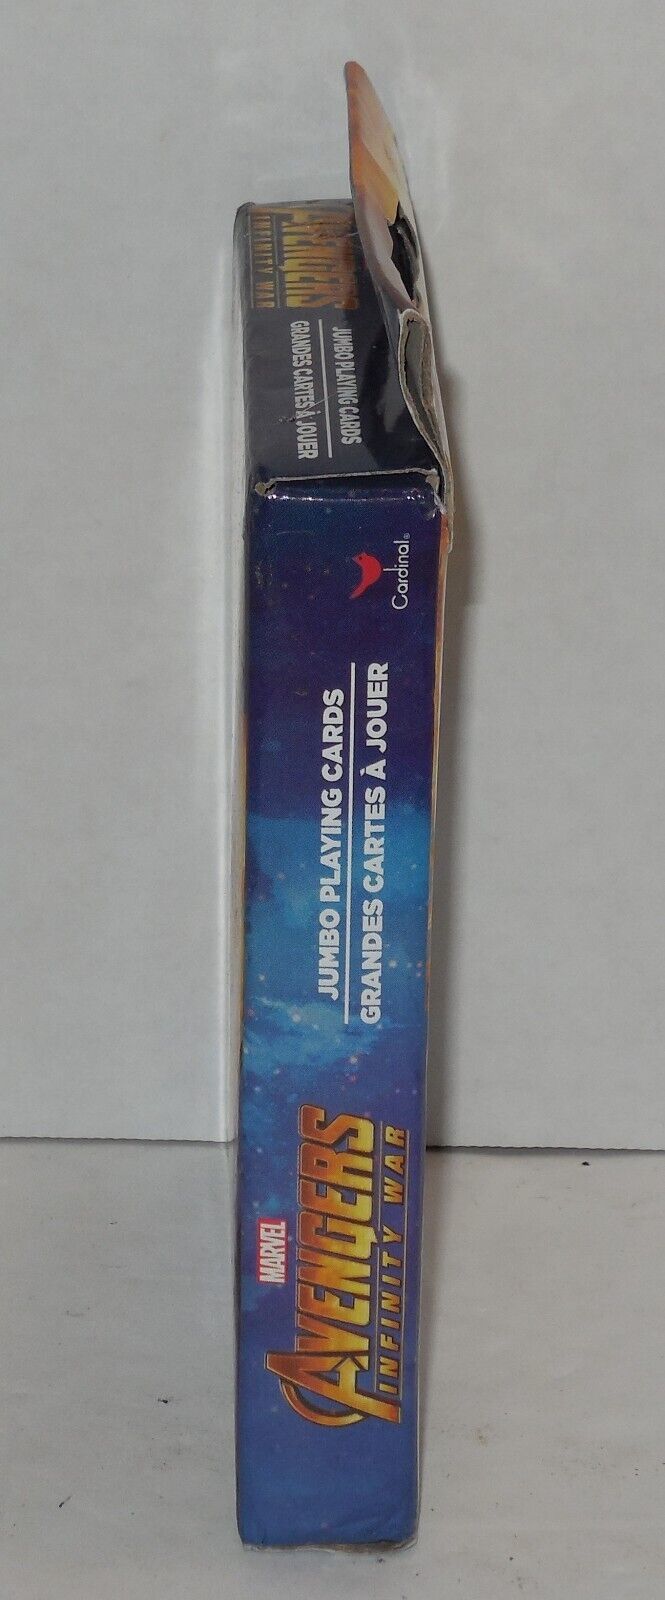 AVENGERS
INFINITY WAR
JUMBO PLAYING CARDS
GRANDES CARTES À JOUER
Cardinal®
JUMBO PLAYING CARDS
GRANDES CARTES À JOUER
MARVEL
AVENGERS
INFINITY WAR